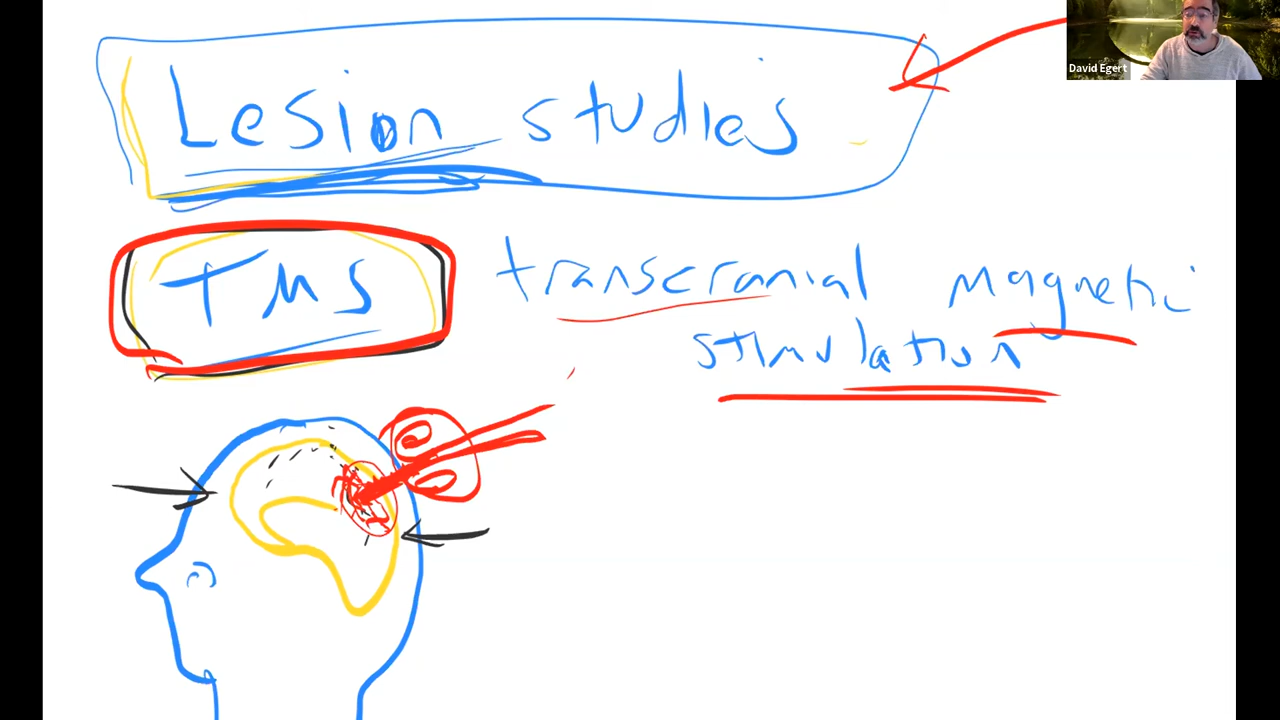 David Egert
Lesion studies
TMS transcranial magnetic
stimulation